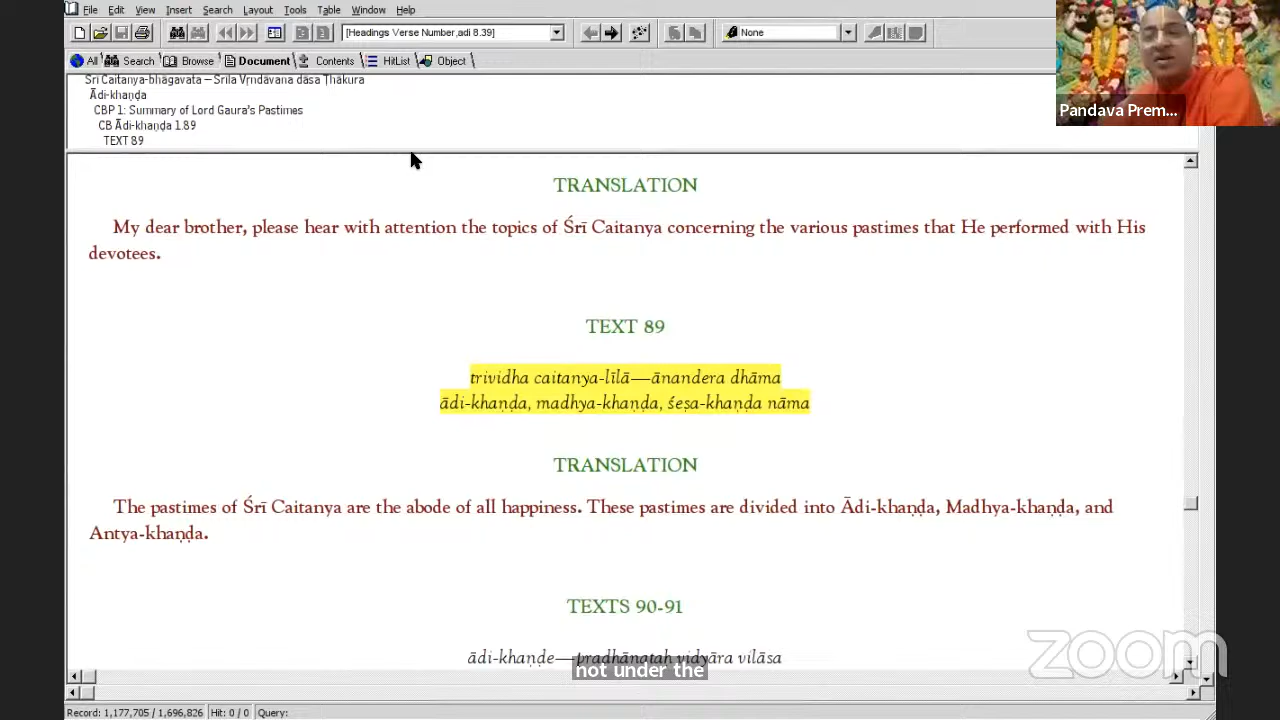 File Edit View Insert Search Layout Tools Table Window Help
[Headings Verse Number,adi 8.39]
None
All Search Browse Document Contents HitList Object
Śrī Caitanya-bhāgavata – Śrīla Vṛndāvana dāsa Ṭhākura
Ādi-khaṇḍa
CBP 1: Summary of Lord Gaura's Pastimes
CB Ādi-khaṇḍa 1.89
TEXT 89
Pandava Prem...
TRANSLATION
My dear brother, please hear with attention the topics of Śrī Caitanya concerning the various pastimes that He performed with His
devotees.
TEXT 89
trividha caitanya-līlā—ānandera dhāma
ādi-khaṇḍa, madhya-khaṇḍa, śeṣa-khaṇḍa nāma
TRANSLATION
The pastimes of Śrī Caitanya are the abode of all happiness. These pastimes are divided into Ādi-khaṇḍa, Madhya-khaṇḍa, and
Antya-khaṇḍa.
TEXTS 90-91
ādi-khaṇḍe—pradhānataḥ vidyāra vilāsa
not under the
zoom
Record: 1,177,705 / 1,696,826 Hit: 0 / 0 Query: